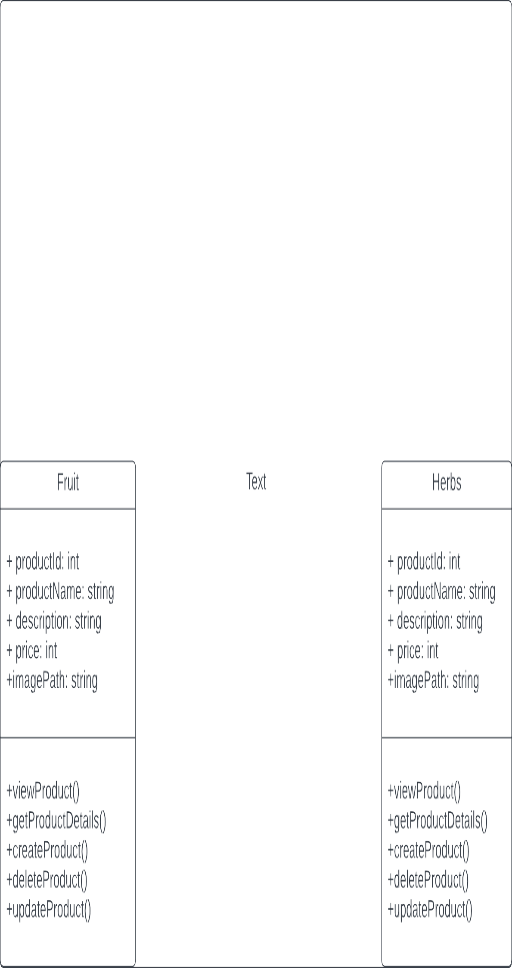 Fruit
+ productId: int
+ productName: string
+ description: string
+ price: int
+imagePath: string
+viewProduct()
+getProductDetails()
+createProduct()
+deleteProduct()
+updateProduct()
Text
Herbs
+ productId: int
+ productName: string
+ description: string
+ price: int
+imagePath: string
+viewProduct()
+getProductDetails()
+createProduct()
+deleteProduct()
+updateProduct()